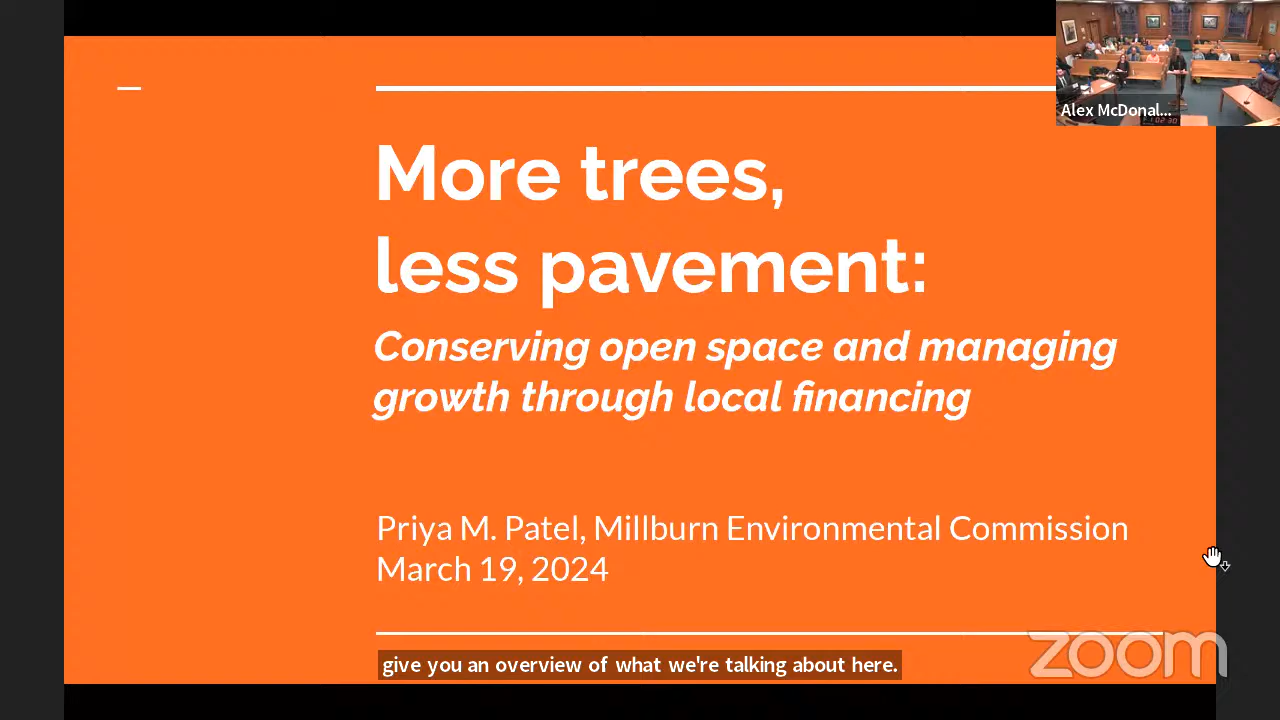 Alex McDonal...
More trees,
less pavement:
Conserving open space and managing
growth through local financing
Priya M. Patel, Millburn Environmental Commission
March 19, 2024
give you an overview of what we're talking about here.
zoom